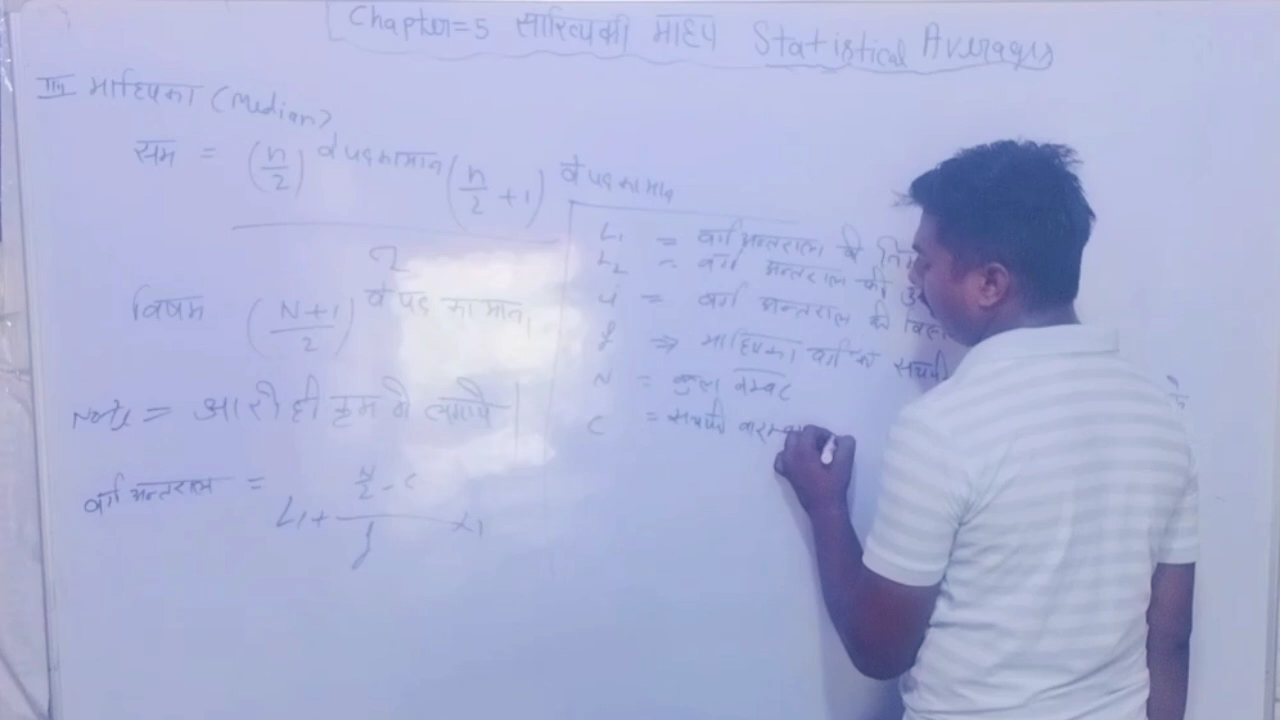 Chapter=5 सांख्यिकी माध्य Statistical Averages
III माध्यिका (Median)
सम = (n/2) वे पद का मान (n/2 + 1) वे पद का मान
2
विषम (N+1/2) वे पद का मान
Note = आरोही क्रम में लगाये
वर्ग अन्तराल = L1 + N/2 - C / f × i
L1 = वर्ग अन्तराल की
L2 = वर्ग अन्तराल की
i = वर्ग अन्तराल की
f ⇒ माध्यिका वर्ग की
N = कुल नम्बर
C = संचयी